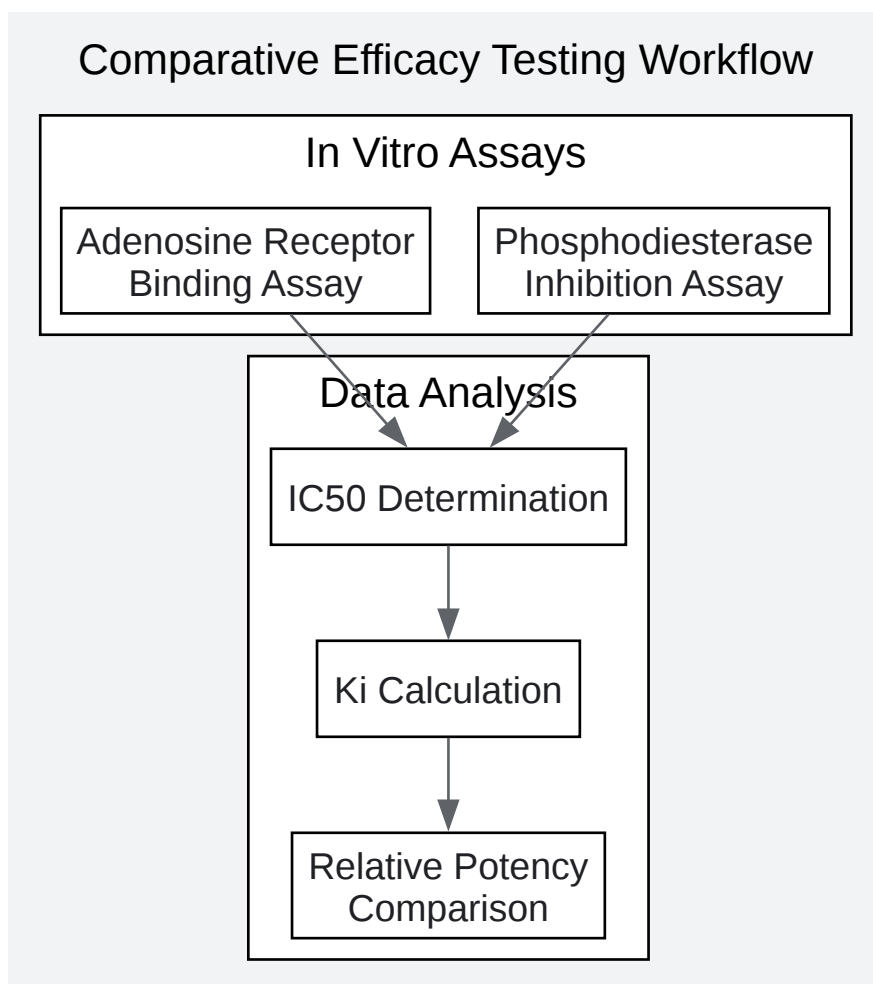 Comparative Efficacy Testing Workflow
In Vitro Assays
Adenosine Receptor
Binding Assay
Phosphodiesterase
Inhibition Assay
Data Analysis
IC50 Determination
Ki Calculation
Relative Potency
Comparison